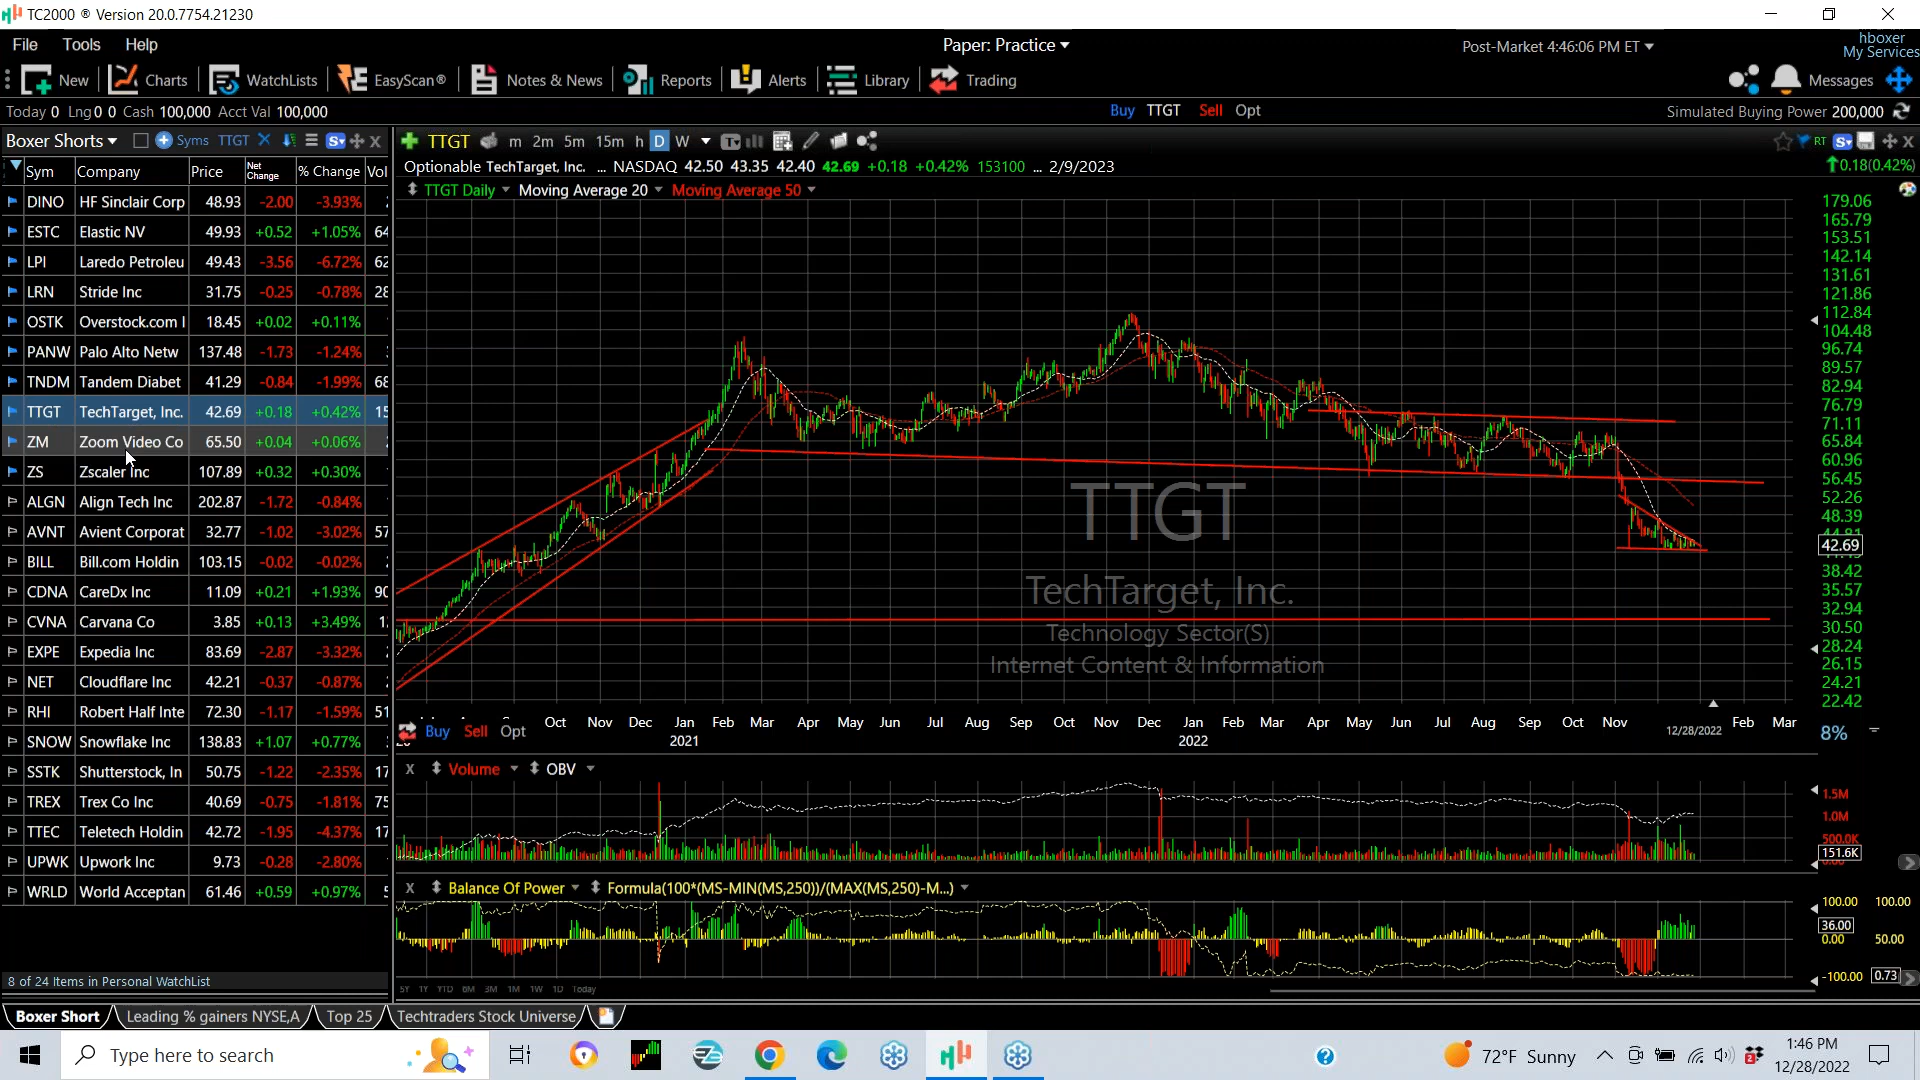 TC2000 ® Version 20.0.7754.21230
File Tools Help
Paper: Practice
Post-Market 4:46:06 PM ET
hboxer
My Services
New Charts WatchLists EasyScan® Notes & News Reports Alerts Library Trading
Messages
Today 0 Lng 0 0 Cash 100,000 Acct Val 100,000
Buy TTGT Sell Opt
Simulated Buying Power 200,000
Boxer Shorts Syms TTGT
TTGT m 2m 5m 15m h D W
RT
Optionable TechTarget, Inc. ... NASDAQ 42.50 43.35 42.40 42.69 +0.18 +0.42% 153100 ... 2/9/2023
0.18(0.42%)
TTGT Daily Moving Average 20 Moving Average 50
Sym Company Price Net Change % Change Vol
DINO HF Sinclair Corp 48.93 -2.00 -3.93%
ESTC Elastic NV 49.93 +0.52 +1.05% 64
LPI Laredo Petroleu 49.43 -3.56 -6.72% 62
LRN Stride Inc 31.75 -0.25 -0.78% 28
OSTK Overstock.com I 18.45 +0.02 +0.11%
PANW Palo Alto Netw 137.48 -1.73 -1.24%
TNDM Tandem Diabet 41.29 -0.84 -1.99% 68
TTGT TechTarget, Inc. 42.69 +0.18 +0.42% 15
ZM Zoom Video Co 65.50 +0.04 +0.06%
ZS Zscaler Inc 107.89 +0.32 +0.30%
ALGN Align Tech Inc 202.87 -1.72 -0.84%
AVNT Avient Corporat 32.77 -1.02 -3.02% 57
BILL Bill.com Holdin 103.15 -0.02 -0.02%
CDNA CareDx Inc 11.09 +0.21 +1.93% 90
CVNA Carvana Co 3.85 +0.13 +3.49%
EXPE Expedia Inc 83.69 -2.87 -3.32%
NET Cloudflare Inc 42.21 -0.37 -0.87%
RHI Robert Half Inte 72.30 -1.17 -1.59% 51
SNOW Snowflake Inc 138.83 +1.07 +0.77%
SSTK Shutterstock, In 50.75 -1.22 -2.35% 17
TREX Trex Co Inc 40.69 -0.75 -1.81% 75
TTEC Teletech Holdin 42.72 -1.95 -4.37% 17
UPWK Upwork Inc 9.73 -0.28 -2.80%
WRLD World Acceptan 61.46 +0.59 +0.97%
8 of 24 Items in Personal WatchList
179.06
165.79
153.51
142.14
131.61
121.86
112.84
104.48
96.74
89.57
82.94
76.79
71.11
65.84
60.96
56.45
52.26
48.39
42.69
38.42
35.57
32.94
30.50
28.24
26.15
24.21
22.42
TTGT
TechTarget, Inc.
Technology Sector(S)
Internet Content & Information
Oct Nov Dec Jan Feb Mar Apr May Jun Jul Aug Sep Oct Nov Dec Jan Feb Mar Apr May Jun Jul Aug Sep Oct Nov Feb Mar
2021 2022 12/28/2022
8%
Buy Sell Opt
X Volume OBV
1.5M
1.0M
500.0K
151.6K
X Balance Of Power Formula(100*(MS-MIN(MS,250))/(MAX(MS,250)-M...)
100.00 100.00
36.00
0.00 50.00
-100.00 0.73
5Y 1Y YTD 6M 3M 1M 1W 1D Today
Boxer Short Leading % gainers NYSE,A Top 25 Techtraders Stock Universe
Type here to search
72°F Sunny
1:46 PM
12/28/2022